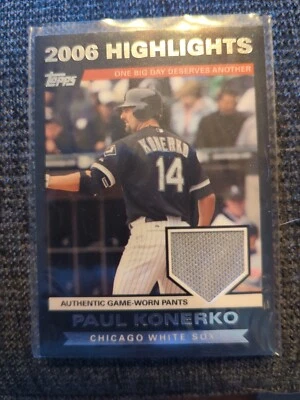 2006 HIGHLIGHTS
ONE BIG DAY DESERVES ANOTHER
Topps
KONERKO
14
AUTHENTIC GAME-WORN PANTS
PAUL KONERKO
CHICAGO WHITE SOX